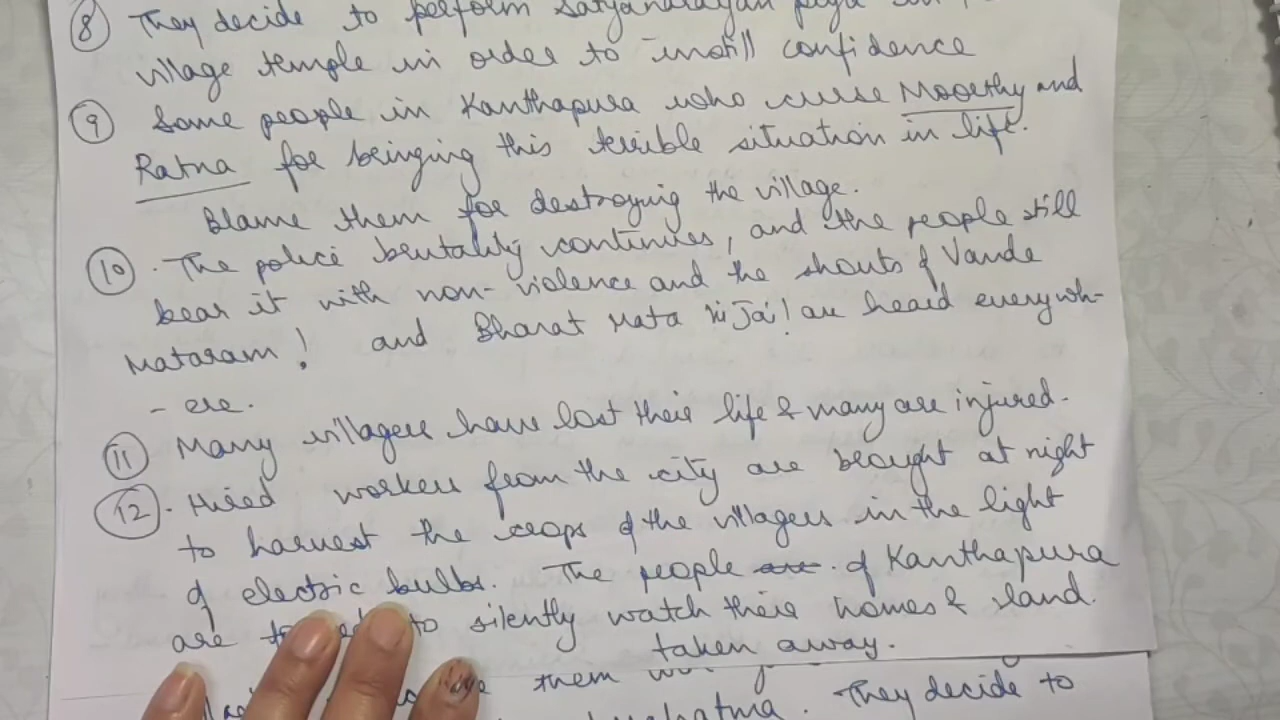 ⑧ They decide to perform Satyanarayan puja in
village temple in order to instill confidence
⑨ Some people in Kanthapura who curse Moorthy and
Ratna for bringing this terrible situation in life.
Blame them for destroying the village.
⑩. The police brutality continues, and the people still
bear it with non-violence and the shouts of Vande
Mataram! and Bharat Mata ki Jai! are heard everywh-
- ere.
⑪ Many villagers have lost their life & many are injured.
⑫. Hired workers from the city are brought at night
to harvest the crops of the villagers in the light
of electric bulbs. The people are. of Kanthapura
are to silently watch their homes & land.
taken away.
them
They decide to